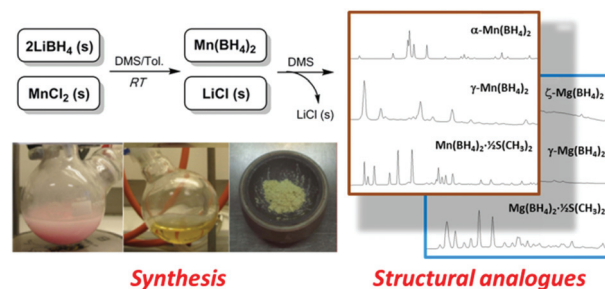 2LiBH₄ (s)
MnCl₂ (s)
DMS/Tol.
RT
Mn(BH₄)₂
LiCl (s)
DMS
LiCl (s)
α-Mn(BH₄)₂
γ-Mn(BH₄)₂
Mn(BH₄)₂·½S(CH₃)₂
ζ-Mg(BH₄)₂
γ-Mg(BH₄)₂
Mg(BH₄)₂·½S(CH₃)₂
Synthesis
Structural analogues